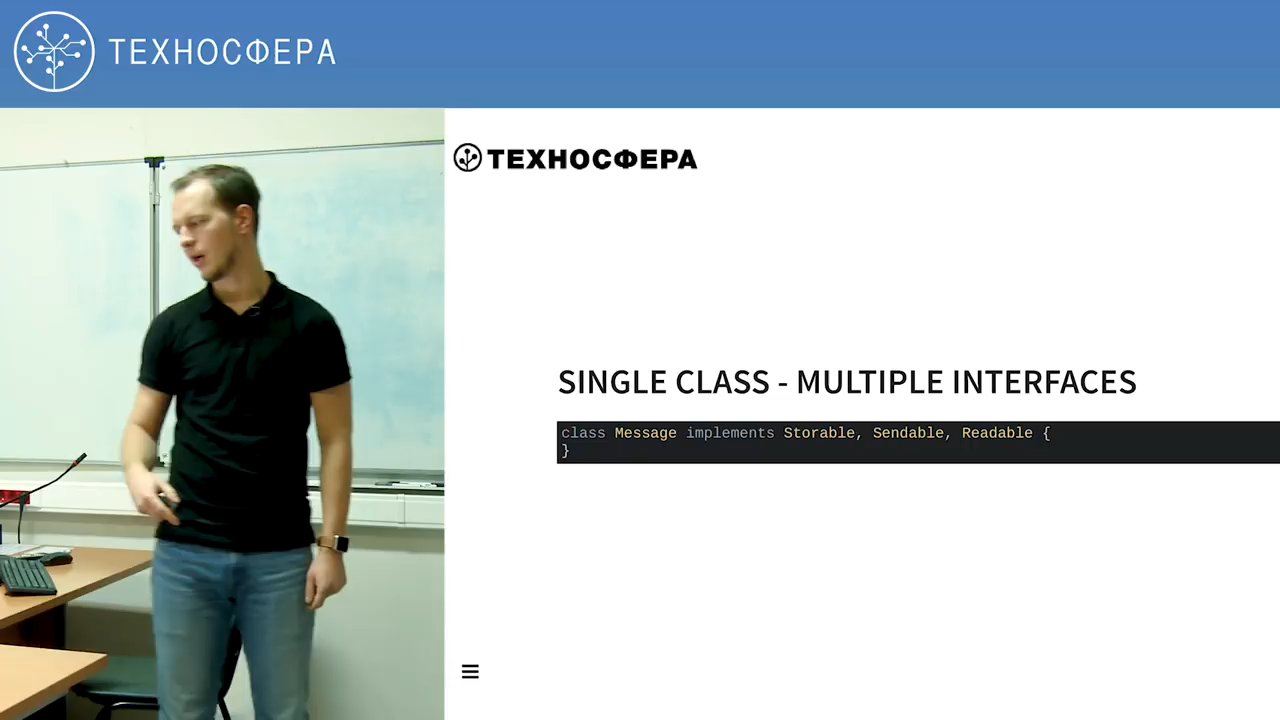 ТЕХНОСФЕРА
ТЕХНОСФЕРА
SINGLE CLASS - MULTIPLE INTERFACES
class Message implements Storable, Sendable, Readable {
}